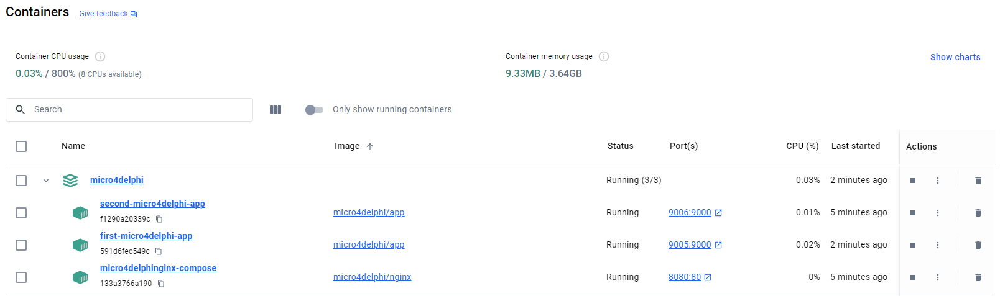 Containers Give feedback
Container CPU usage Container memory usage Show charts
0.03% / 800% (8 CPUs available) 9.33MB / 3.64GB
Search Only show running containers
Name Image Status Port(s) CPU (%) Last started Actions
micro4delphi Running (3/3) 0.03% 2 minutes ago
second-micro4delphi-app
f1290a20339c micro4delphi/app Running 9006:9000 0.01% 5 minutes ago
first-micro4delphi-app
591d6fec549c micro4delphi/app Running 9005:9000 0.02% 2 minutes ago
micro4delphinginx-compose
133a3766a190 micro4delphi/nginx Running 8080:80 0% 5 minutes ago